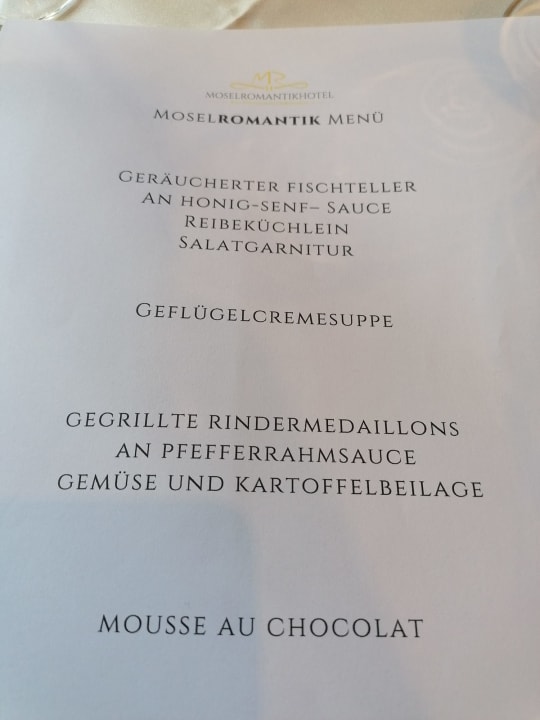 MOSELROMANTIKHOTEL
MOSELROMANTIK MENÜ
GERÄUCHERTER FISCHTELLER
AN HONIG-SENF– SAUCE
REIBEKÜCHLEIN
SALATGARNITUR
GEFLÜGELCREMESUPPE
GEGRILLTE RINDERMEDAILLONS
AN PFEFFERRAHMSAUCE
GEMÜSE UND KARTOFFELBEILAGE
MOUSSE AU CHOCOLAT